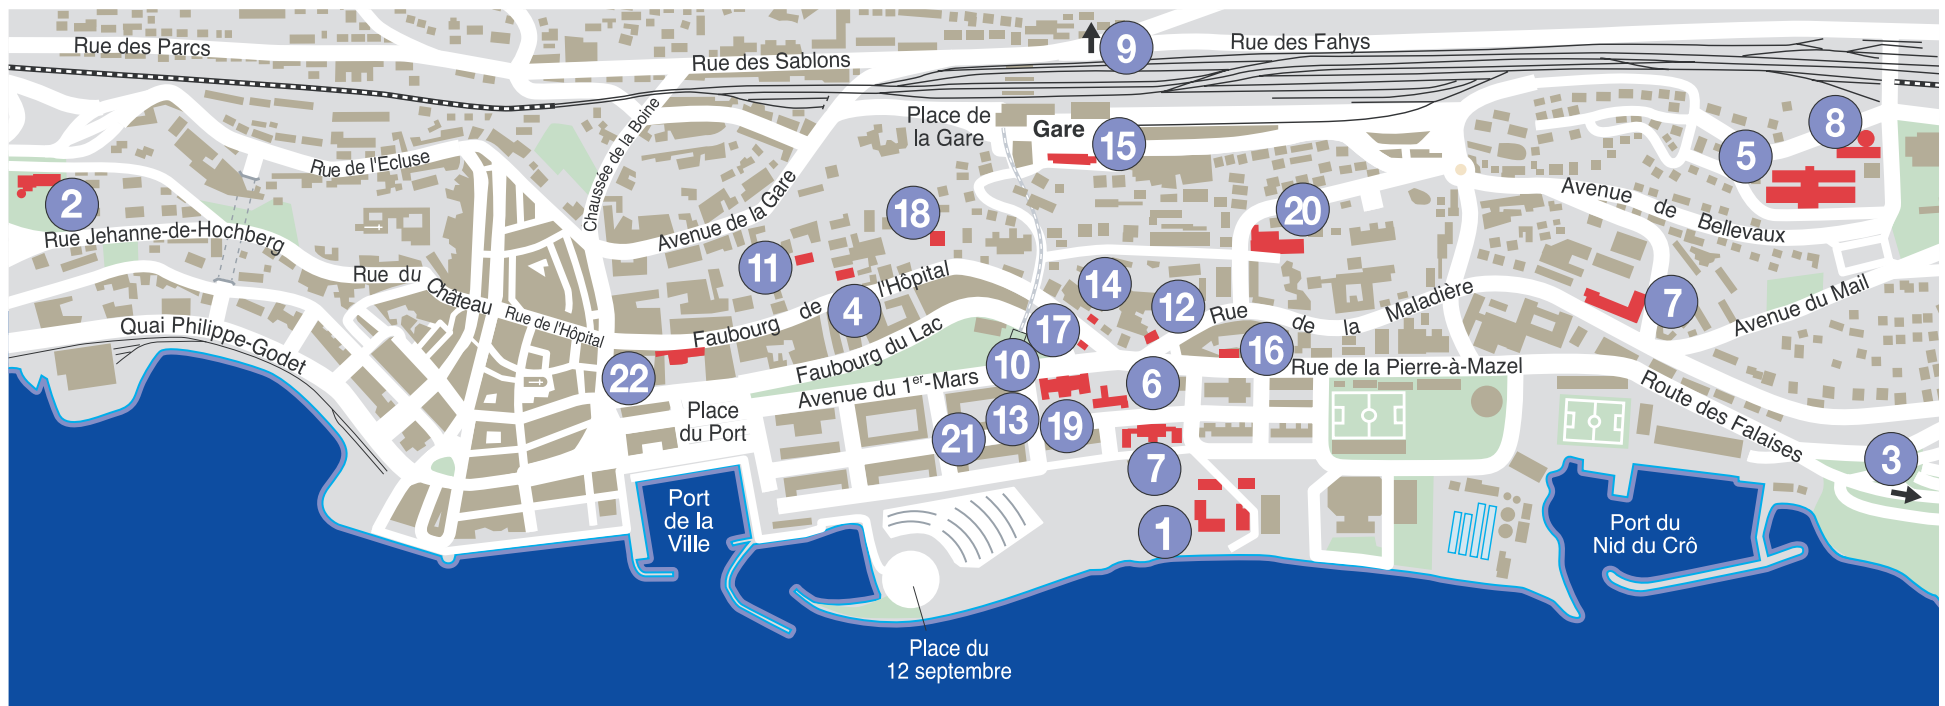 Rue des Parcs
Rue des Sablons
9
Rue des Fahys
Place de
la Gare
Gare
15
8
5
Chaussée de la Boine
Rue de l'Ecluse
2
Rue Jehanne-de-Hochberg
Avenue de la Gare
18
20
Avenue de Bellevaux
11
4
Rue du Château
Rue de l'Hôpital
Faubourg de l'Hôpital
14
12
7
Rue de la Maladière
Avenue du Mail
Quai Philippe-Godet
Faubourg du Lac
17
16
10
22
Avenue du 1er-Mars
6
Rue de la Pierre-à-Mazel
Place
du Port
13
19
21
Route des Falaises
7
3
Port
de la
Ville
1
Port du
Nid du Crô
Place du
12 septembre